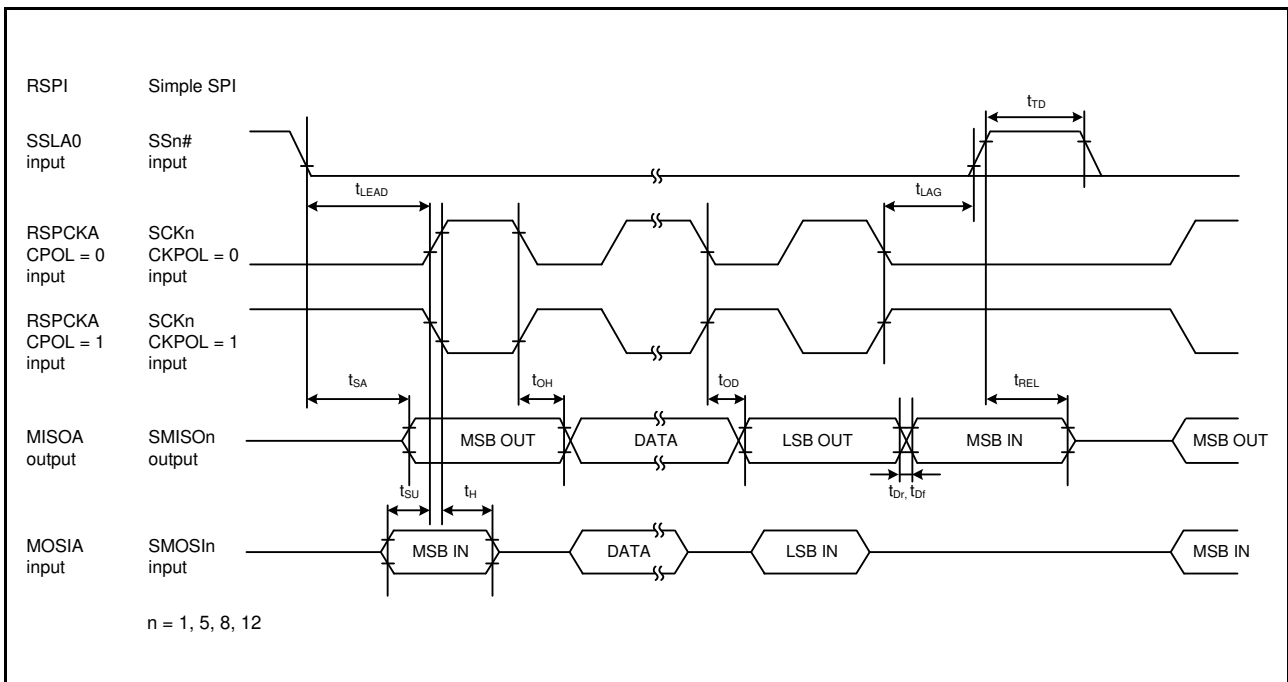 RSPI Simple SPI
tTD
SSLA0 SSn#
input input
tLEAD
tLAG
RSPCKA SCKn
CPOL = 0 CKPOL = 0
input input
RSPCKA SCKn
CPOL = 1 CKPOL = 1
input input
tSA tOH tOD tREL
MISOA SMISOn
output output
MSB OUT DATA LSB OUT MSB IN MSB OUT
tSU tH tDr, tDf
MOSIA SMOSIn
input input
MSB IN DATA LSB IN MSB IN
n = 1, 5, 8, 12